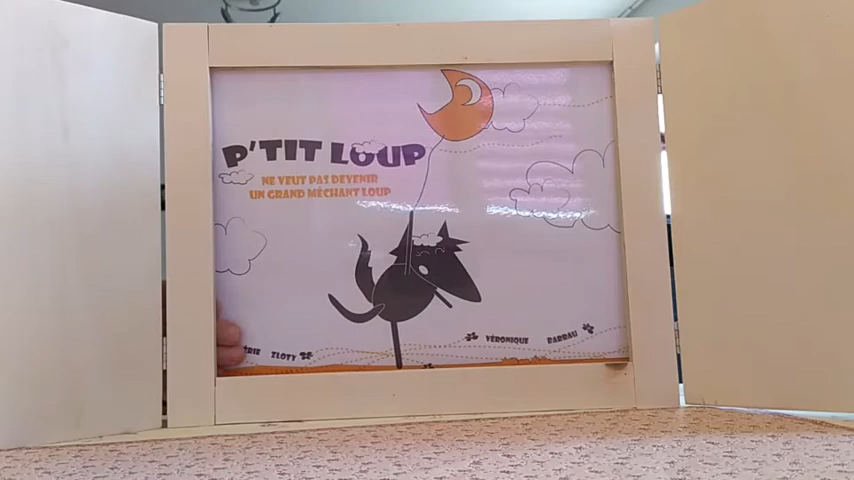 P'TIT LOUP
NE VEUT PAS DEVENIR
UN GRAND MÉCHANT LOUP
ZLOTY
VÉRONIQUE BARRAU